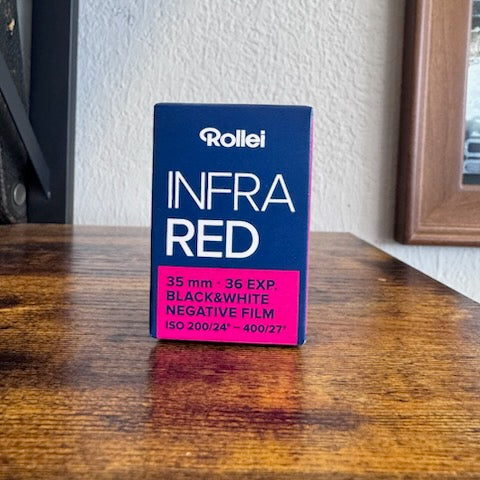 Rollei
INFRA
RED
35 mm · 36 EXP.
BLACK&WHITE
NEGATIVE FILM
ISO 200/24° – 400/27°